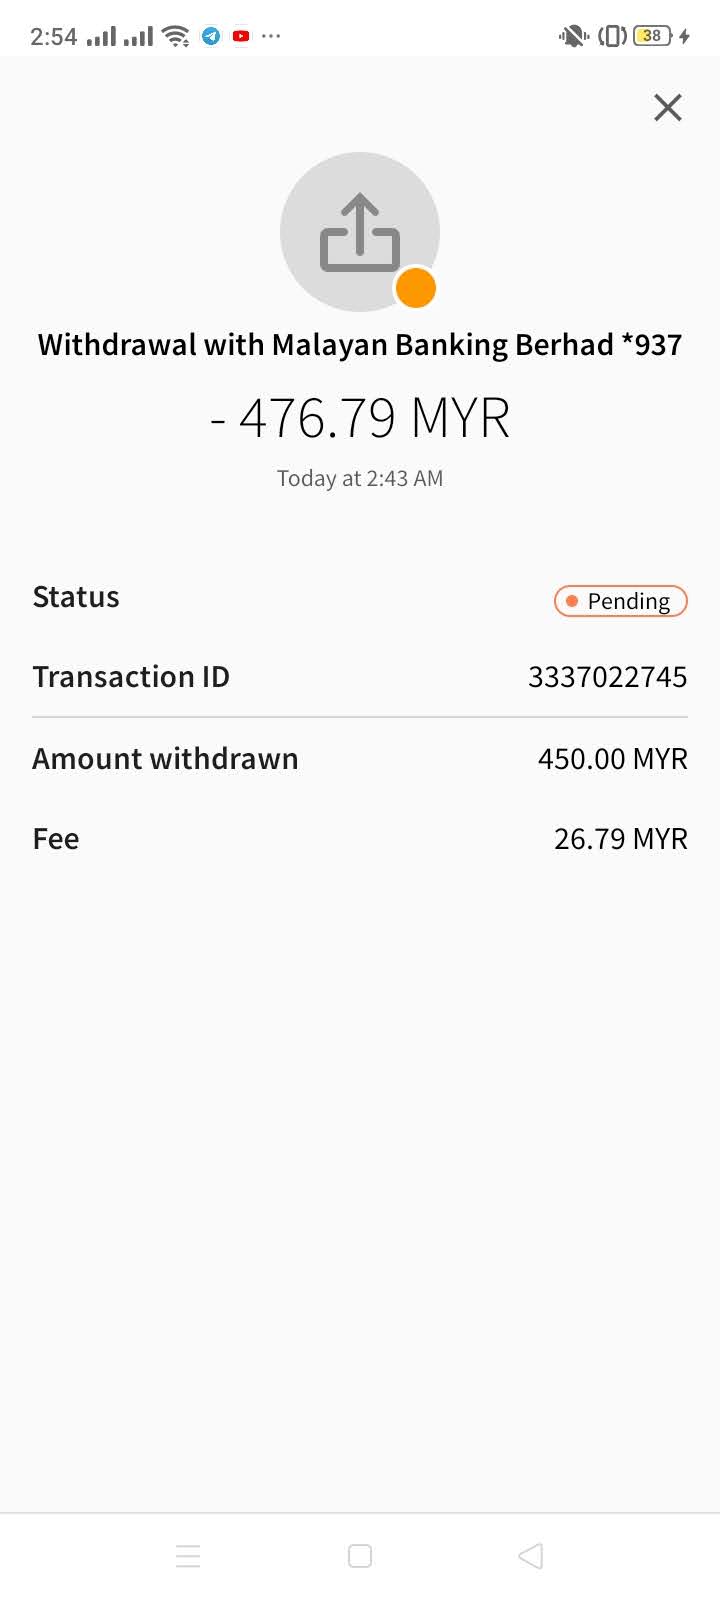 2:54
38
Withdrawal with Malayan Banking Berhad *937
- 476.79 MYR
Today at 2:43 AM
Status Pending
Transaction ID 3337022745
Amount withdrawn 450.00 MYR
Fee 26.79 MYR